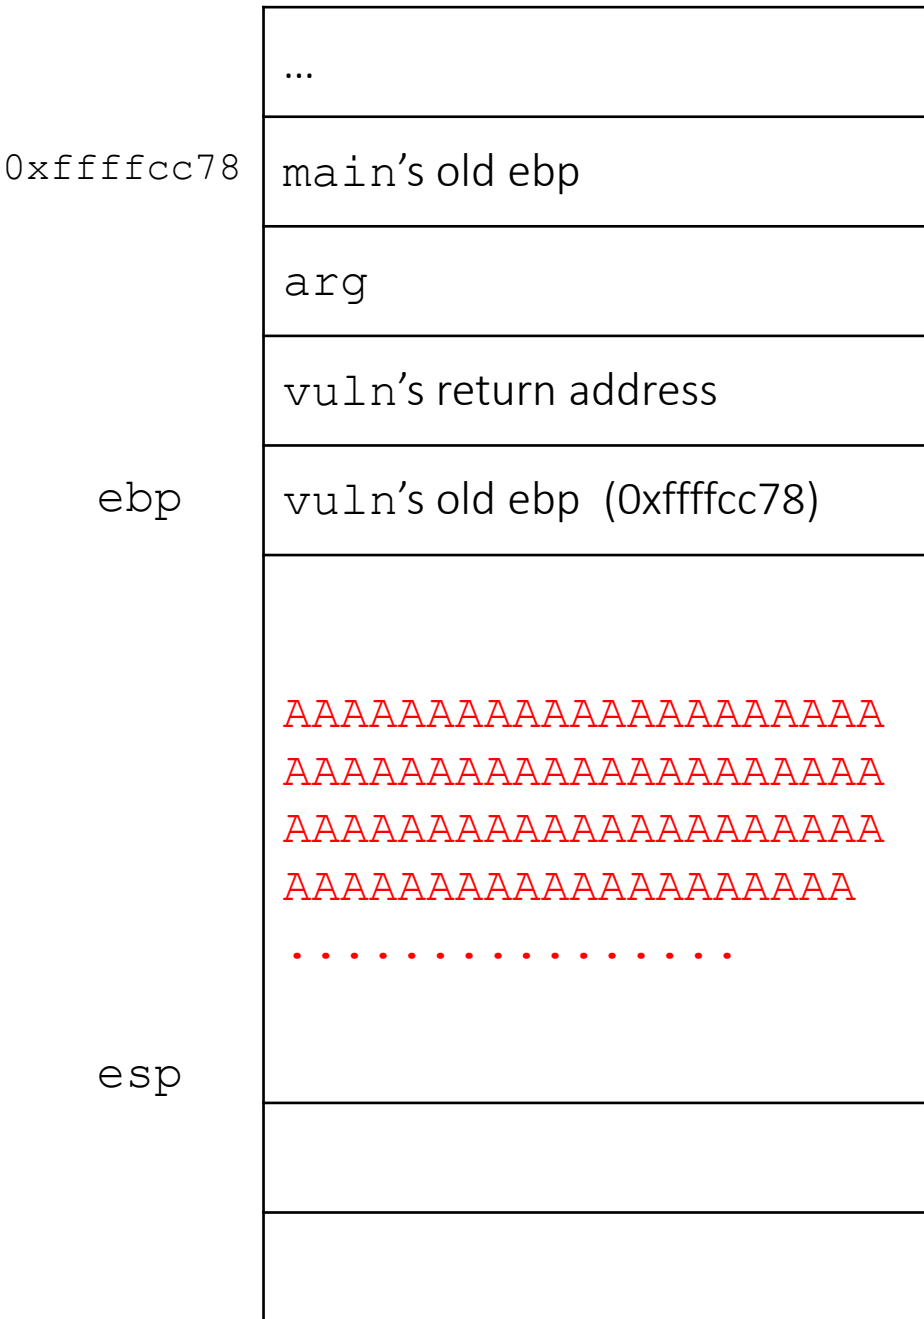 ...
0xffffcc78 main’s old ebp
arg
vuln’s return address
ebp vuln’s old ebp (0xffffcc78)
AAAAAAAAAAAAAAAAAAAAA
AAAAAAAAAAAAAAAAAAAAA
AAAAAAAAAAAAAAAAAAAAA
AAAAAAAAAAAAAAAAAAAA
................
esp